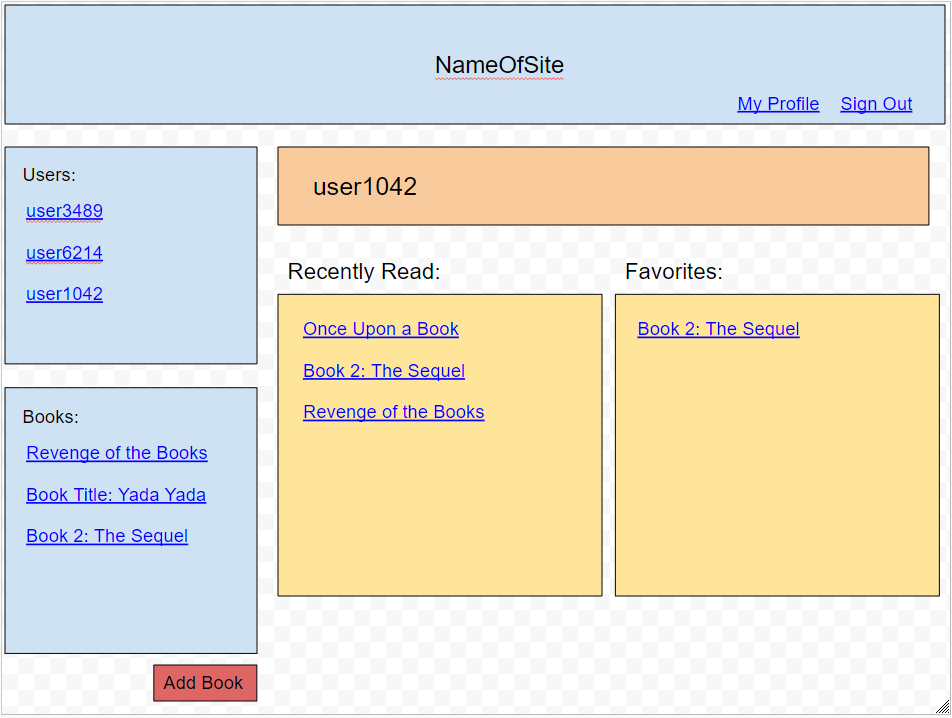 NameOfSite
My Profile Sign Out
Users:
user3489
user6214
user1042
Books:
Revenge of the Books
Book Title: Yada Yada
Book 2: The Sequel
Add Book
user1042
Recently Read:
Once Upon a Book
Book 2: The Sequel
Revenge of the Books
Favorites:
Book 2: The Sequel